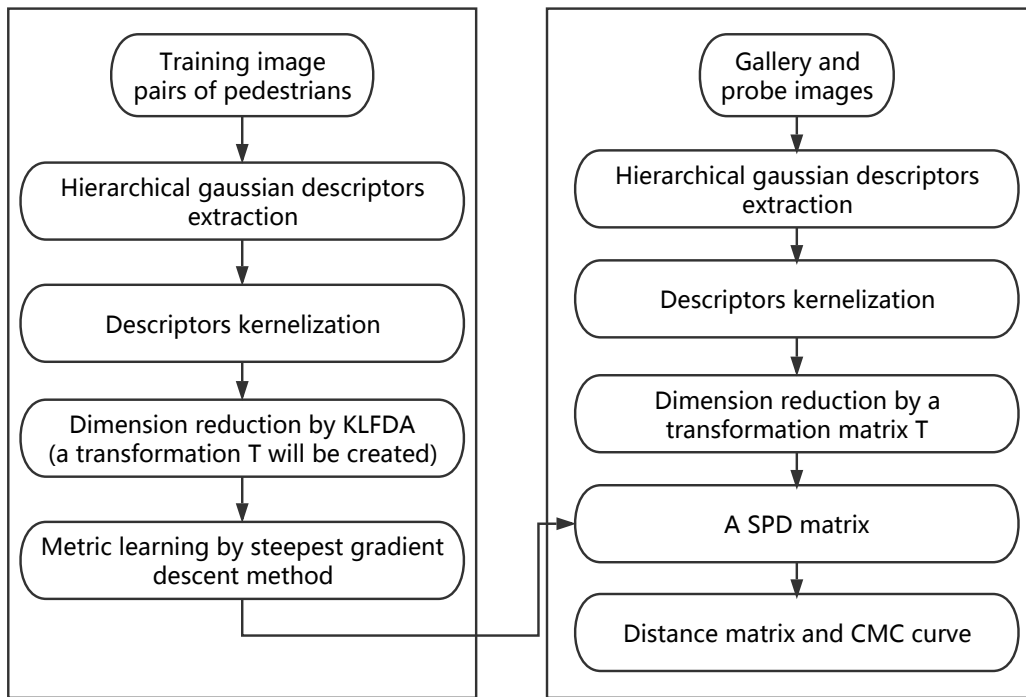 Training image
pairs of pedestrians
Hierarchical gaussian descriptors
extraction
Descriptors kernelization
Dimension reduction by KLFDA
(a transformation T will be created)
Metric learning by steepest gradient
descent method
Gallery and
probe images
Hierarchical gaussian descriptors
extraction
Descriptors kernelization
Dimension reduction by a
transformation matrix T
A SPD matrix
Distance matrix and CMC curve